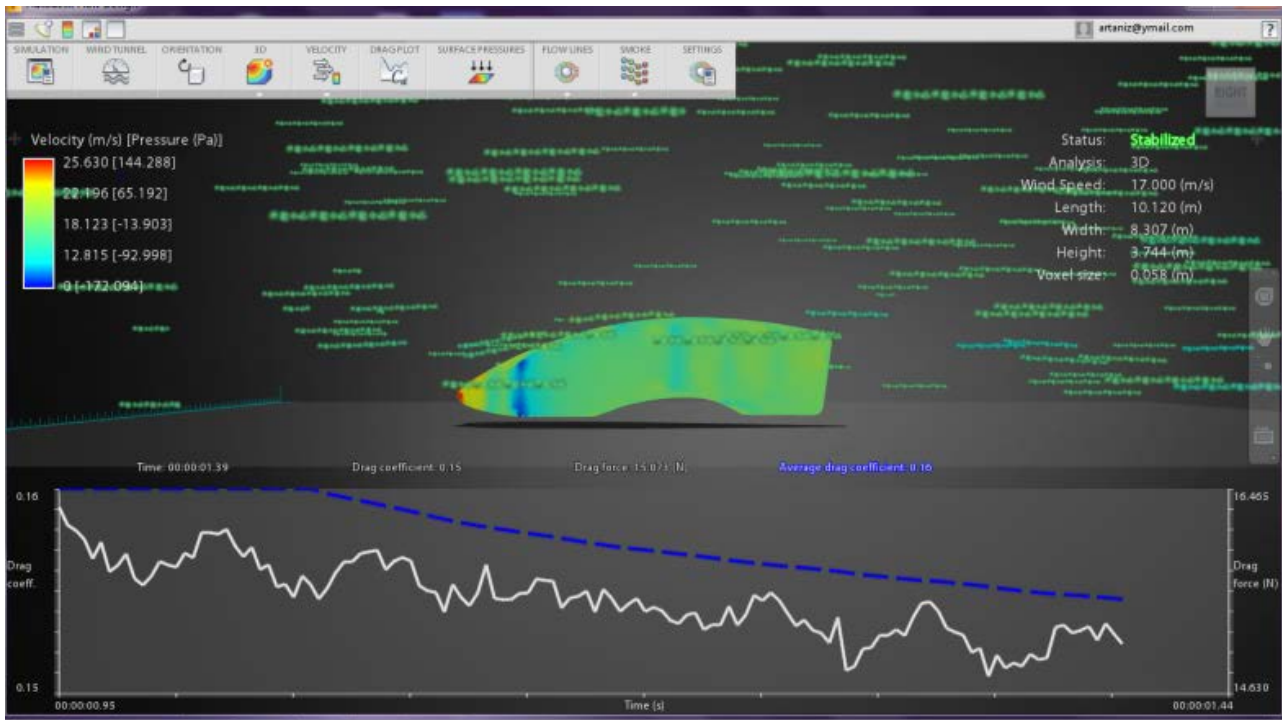 artaniz@ymail.com
?
SIMULATION WIND TUNNEL ORIENTATION 3D VELOCITY DRAG PLOT SURFACE PRESSURES FLOW LINES SMOKE SETTINGS
RIGHT
Velocity (m/s) [Pressure (Pa)]
25.630 [144.288]
22.196 [65.192]
18.123 [-13.903]
12.815 [-92.998]
0 [-172.094]
Status: Stabilized
Analysis: 3D
Wind Speed: 17.000 (m/s)
Length: 10.120 (m)
Width: 8.307 (m)
Height: 3.744 (m)
Voxel size: 0.058 (m)
Time: 00:00:01.39 Drag coefficient: 0.15 Drag force: 15.073 (N) Average drag coefficient: 0.16
0.16
16.465
Drag
coeff.
Drag
force (N)
0.15
14.630
00:00:00.95 Time (s) 00:00:01.44